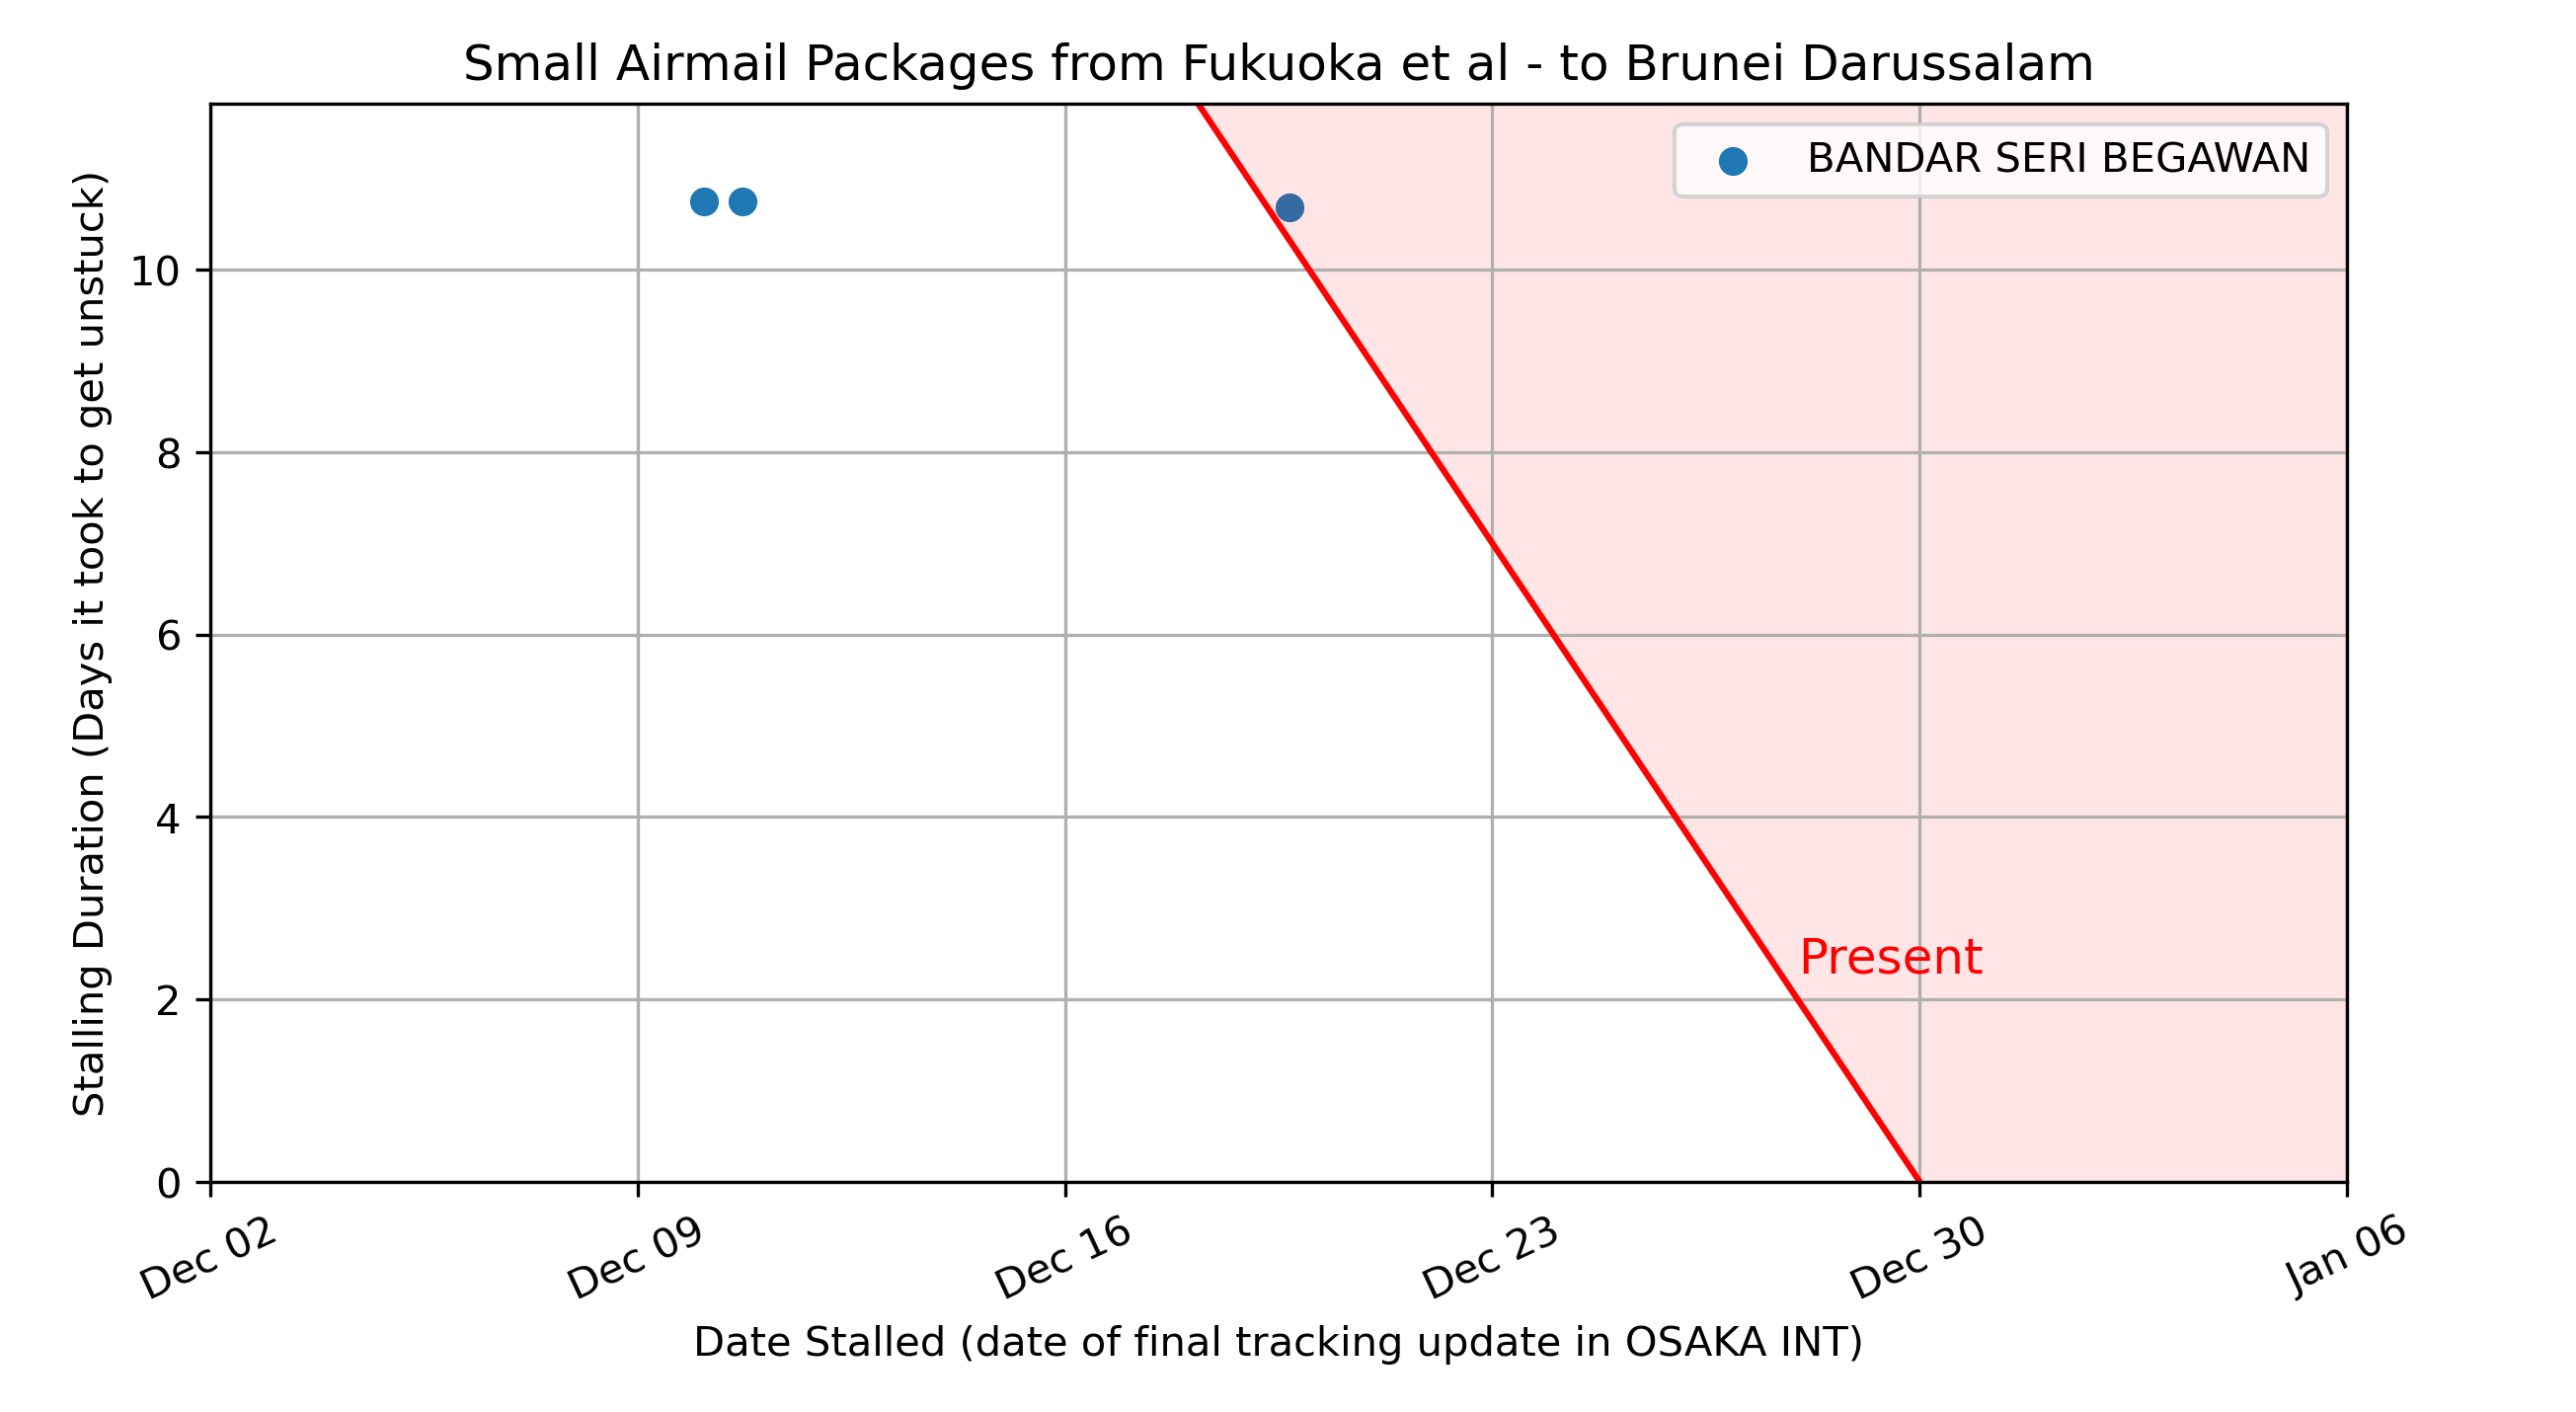 Small Airmail Packages from Fukuoka et al - to Brunei Darussalam
BANDAR SERI BEGAWAN
Stalling Duration (Days it took to get unstuck)
10
8
6
4
2
0
Present
Dec 02
Dec 09
Dec 16
Dec 23
Dec 30
Jan 06
Date Stalled (date of final tracking update in OSAKA INT)